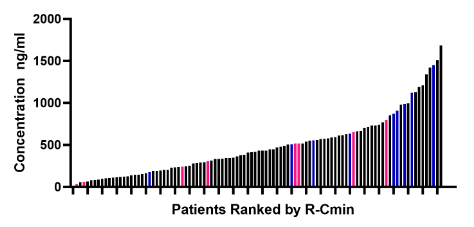 2000
1500
1000
500
0
Concentration ng/ml
Patients Ranked by R-Cmin